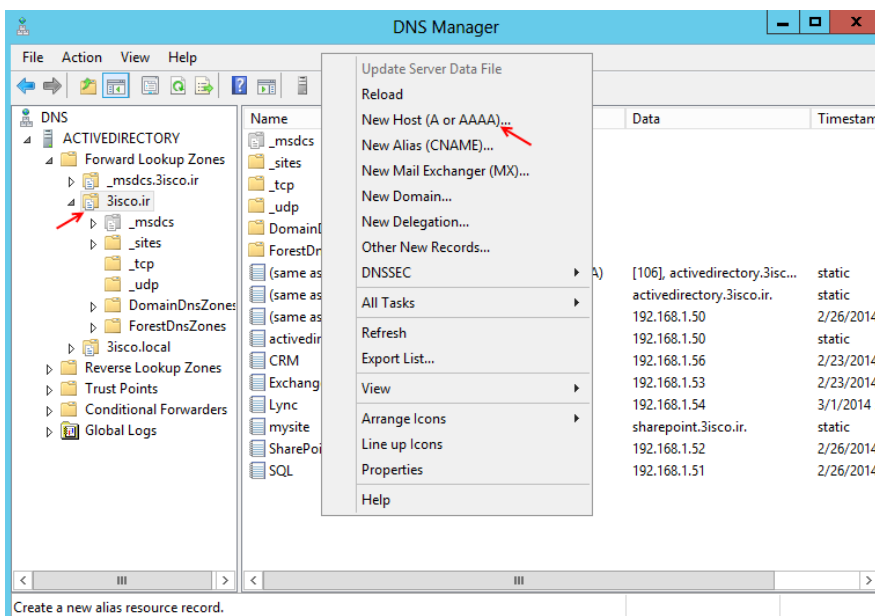 DNS Manager
File Action View Help
DNS
ACTIVEDIRECTORY
Forward Lookup Zones
_msdcs.3isco.ir
3isco.ir
_msdcs
_sites
_tcp
_udp
DomainDnsZones
ForestDnsZones
3isco.local
Reverse Lookup Zones
Trust Points
Conditional Forwarders
Global Logs
Name Data Timestam
_msdcs
_sites
_tcp
_udp
DomainD
ForestDn
(same as A) [106], activedirectory.3isc... static
(same as activedirectory.3isco.ir. static
(same as 192.168.1.50 2/26/2014
activedir 192.168.1.50 static
CRM 192.168.1.56 2/23/2014
Exchang 192.168.1.53 2/23/2014
Lync 192.168.1.54 3/1/2014
mysite sharepoint.3isco.ir. static
SharePoi 192.168.1.52 2/26/2014
SQL 192.168.1.51 2/26/2014
Update Server Data File
Reload
New Host (A or AAAA)...
New Alias (CNAME)...
New Mail Exchanger (MX)...
New Domain...
New Delegation...
Other New Records...
DNSSEC
All Tasks
Refresh
Export List...
View
Arrange Icons
Line up Icons
Properties
Help
Create a new alias resource record.